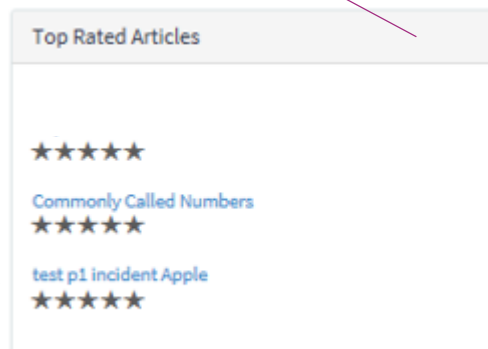 Top Rated Articles
★★★★★
Commonly Called Numbers
★★★★★
test p1 incident Apple
★★★★★